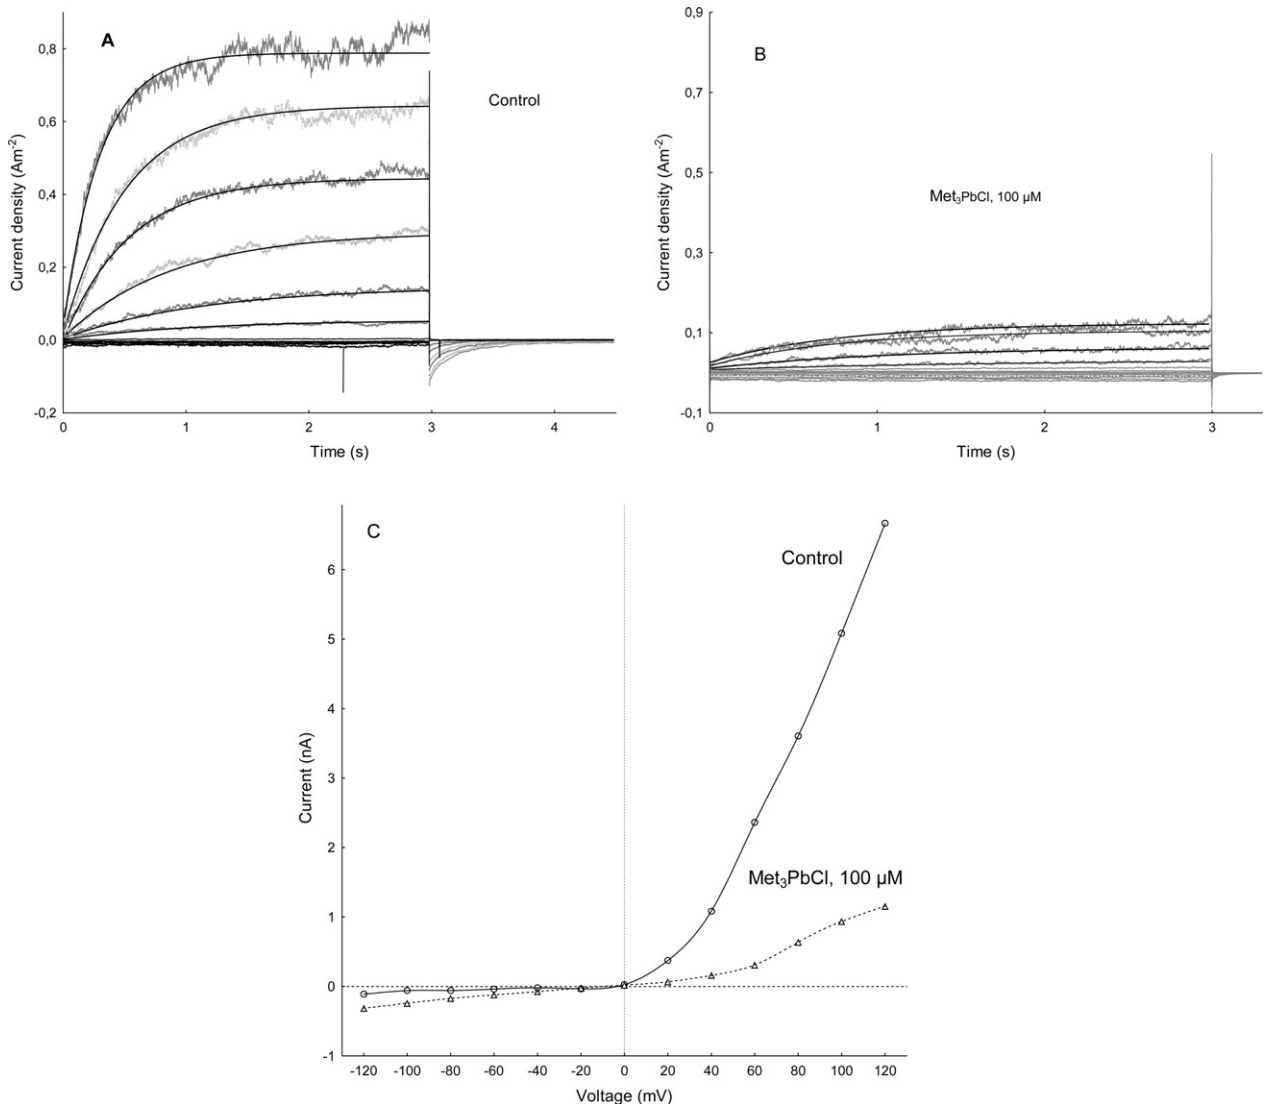 A
Control
Current density (Am⁻²)
0,8
0,6
0,4
0,2
0,0
-0,2
0 1 2 3 4
Time (s)
B
Met₃PbCl, 100 µM
Current density (Am⁻²)
0,9
0,7
0,5
0,3
0,1
-0,1
0 1 2 3
Time (s)
C
Control
Met₃PbCl, 100 µM
Current (nA)
6
5
4
3
2
1
0
-1
-120 -100 -80 -60 -40 -20 0 20 40 60 80 100 120
Voltage (mV)